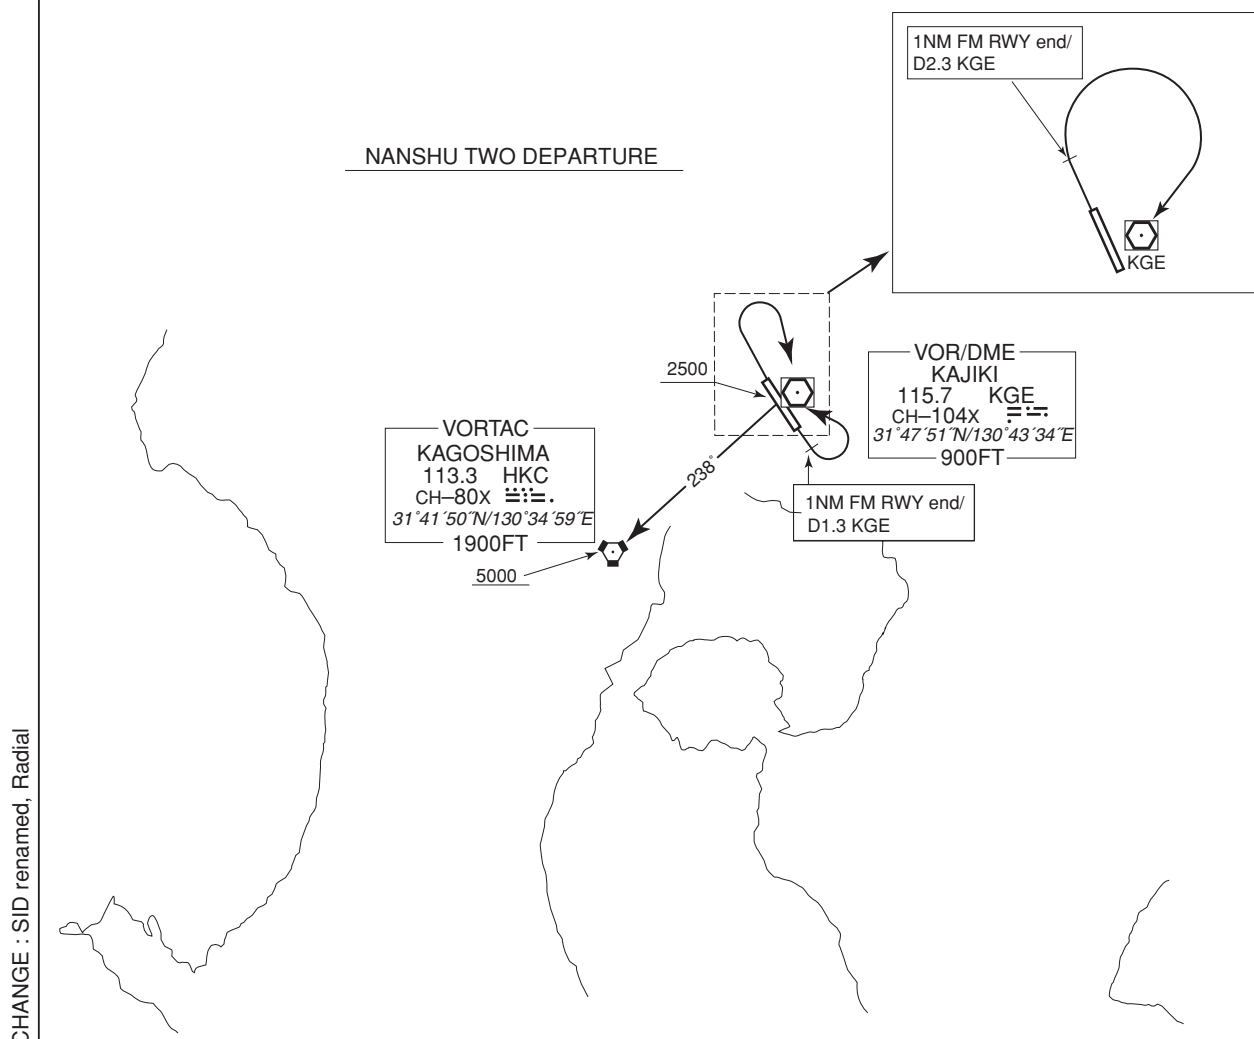 1NM FM RWY end/
D2.3 KGE
KGE
NANSHU TWO DEPARTURE
2500
VOR/DME
KAJIKI
115.7 KGE
CH–104X
31°47´51˝N/130°43´34˝E
900FT
VORTAC
KAGOSHIMA
113.3 HKC
CH–80X
31°41´50˝N/130°34´59˝E
1900FT
238°
1NM FM RWY end/
D1.3 KGE
5000
CHANGE : SID renamed, Radial